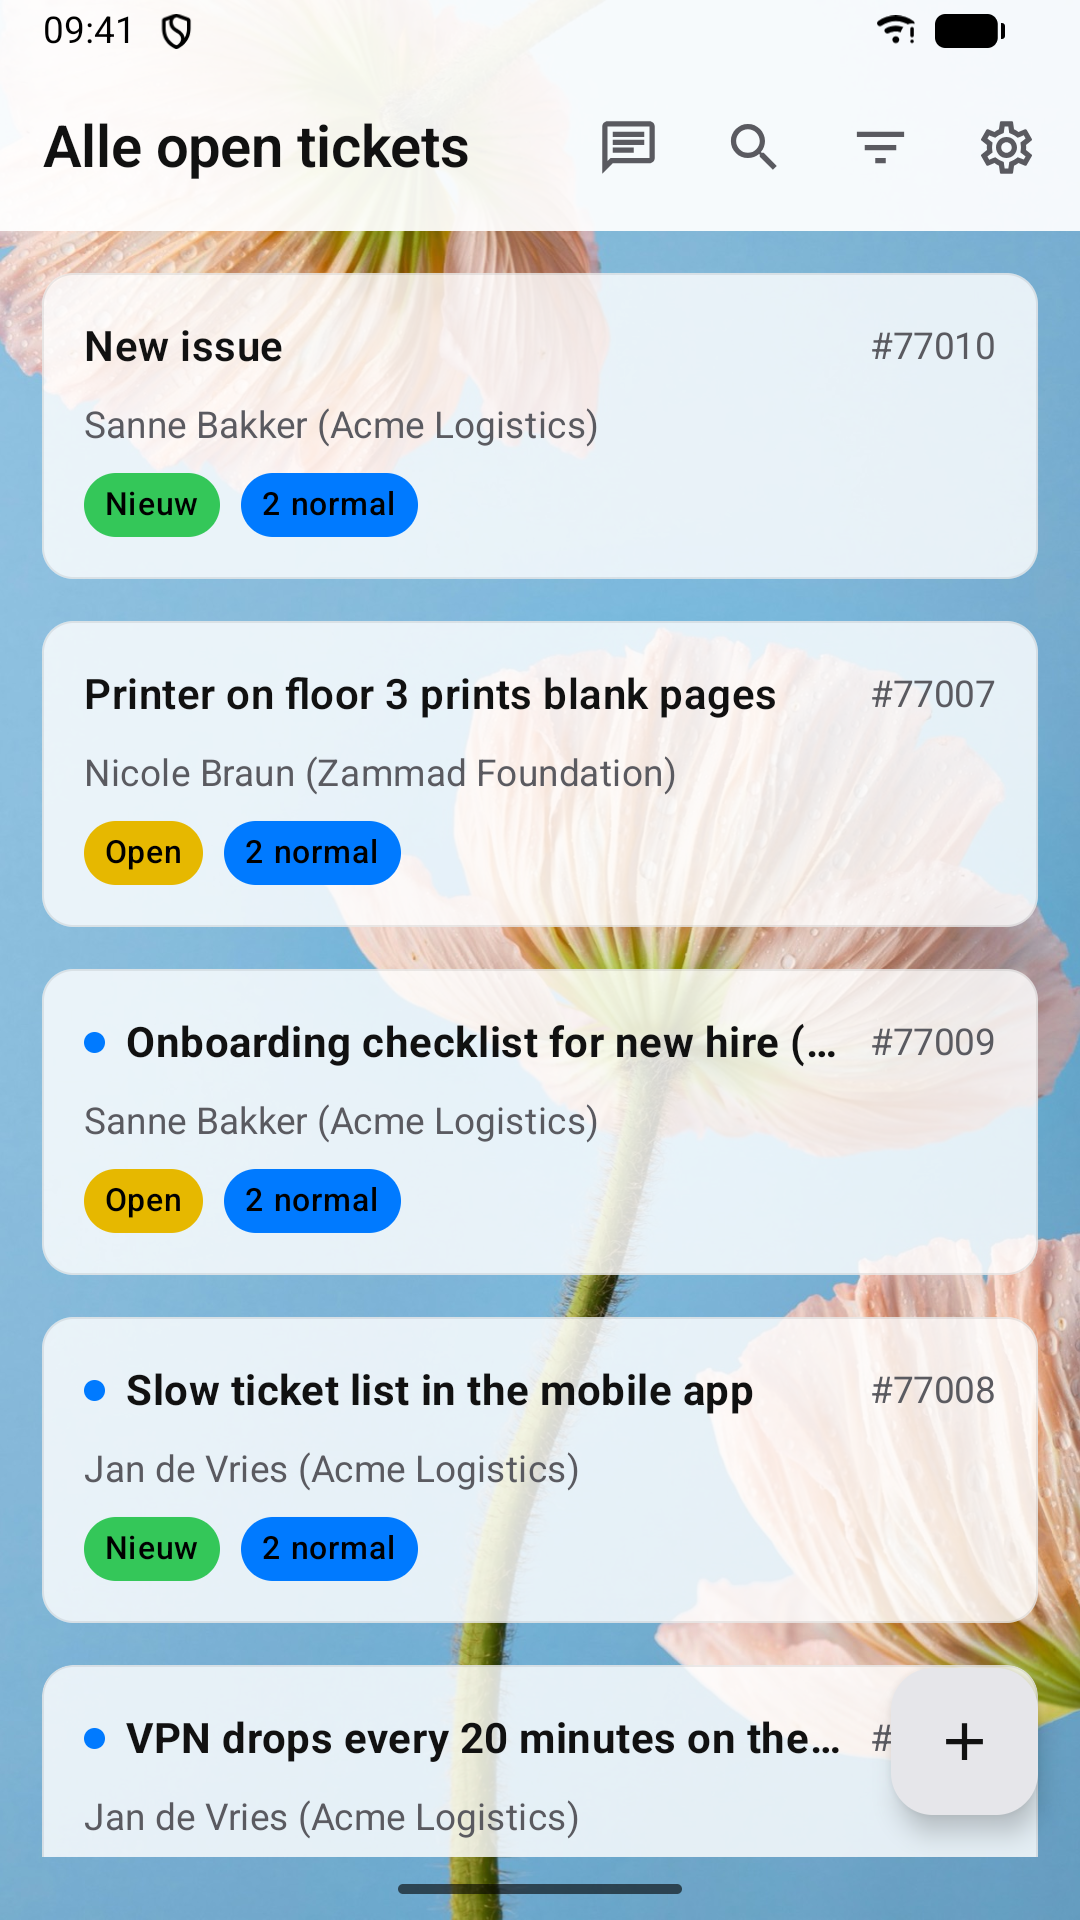 09:41
Alle open tickets
New issue #77010
Sanne Bakker (Acme Logistics)
Nieuw 2 normal
Printer on floor 3 prints blank pages #77007
Nicole Braun (Zammad Foundation)
Open 2 normal
Onboarding checklist for new hire (... #77009
Sanne Bakker (Acme Logistics)
Open 2 normal
Slow ticket list in the mobile app #77008
Jan de Vries (Acme Logistics)
Nieuw 2 normal
VPN drops every 20 minutes on the... #
Jan de Vries (Acme Logistics)